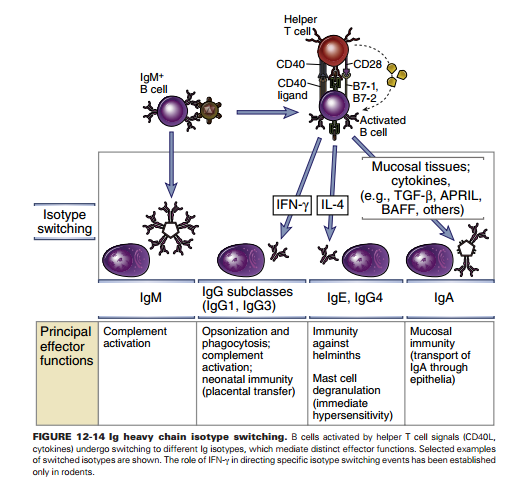 Helper
T cell
CD40
CD28
IgM+
B cell
CD40
ligand
B7-1,
B7-2
Activated
B cell
Mucosal tissues;
cytokines,
(e.g., TGF-β, APRIL,
BAFF, others)
IFN-γ
IL-4
Isotype
switching
IgM
IgG subclasses
(IgG1, IgG3)
IgE, IgG4
IgA
Principal
effector
functions
Complement
activation
Opsonization and
phagocytosis;
complement
activation;
neonatal immunity
(placental transfer)
Immunity
against
helminths
Mast cell
degranulation
(immediate
hypersensitivity)
Mucosal
immunity
(transport of
IgA through
epithelia)
FIGURE 12-14 Ig heavy chain isotype switching. B cells activated by helper T cell signals (CD40L,
cytokines) undergo switching to different Ig isotypes, which mediate distinct effector functions. Selected examples
of switched isotypes are shown. The role of IFN-γ in directing specific isotype switching events has been established
only in rodents.